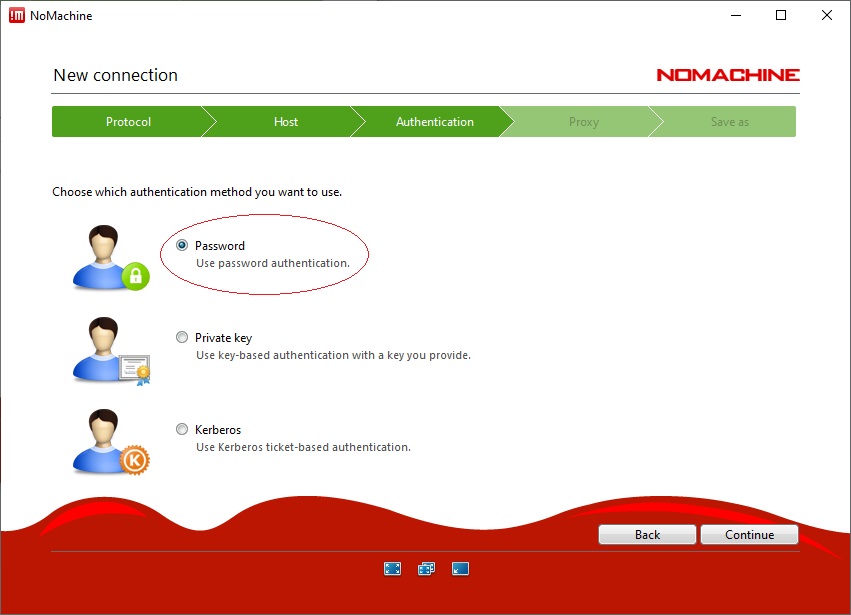 NoMachine
New connection
NOMACHINE
Protocol
Host
Authentication
Proxy
Save as
Choose which authentication method you want to use.
Password
Use password authentication.
Private key
Use key-based authentication with a key you provide.
Kerberos
Use Kerberos ticket-based authentication.
Back
Continue